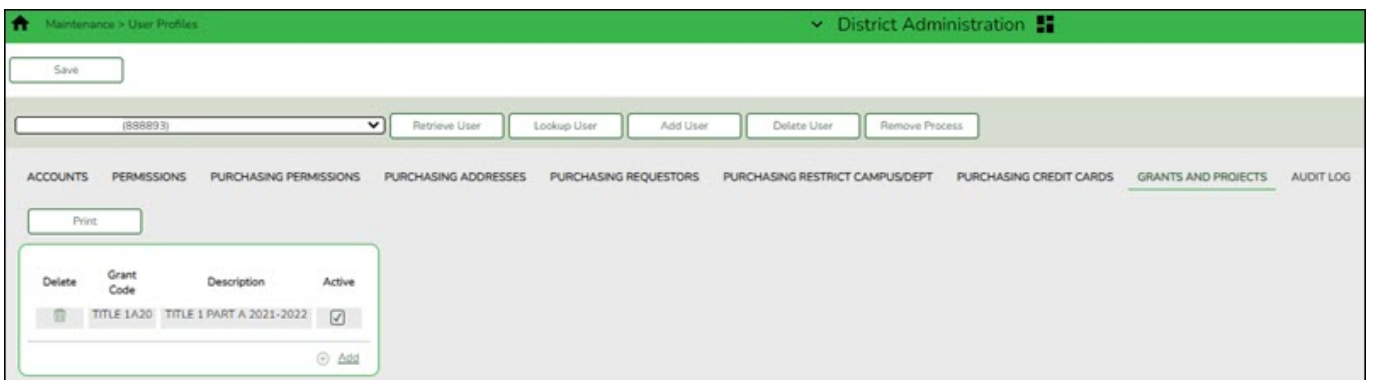 Maintenance > User Profiles
District Administration
Save
(888893)
Retrieve User
Lookup User
Add User
Delete User
Remove Process
ACCOUNTS PERMISSIONS PURCHASING PERMISSIONS PURCHASING ADDRESSES PURCHASING REQUESTORS PURCHASING RESTRICT CAMPUS/DEPT PURCHASING CREDIT CARDS GRANTS AND PROJECTS AUDIT LOG
Print
Delete Grant Code Description Active
TITLE 1A20 TITLE 1 PART A 2021-2022
Add